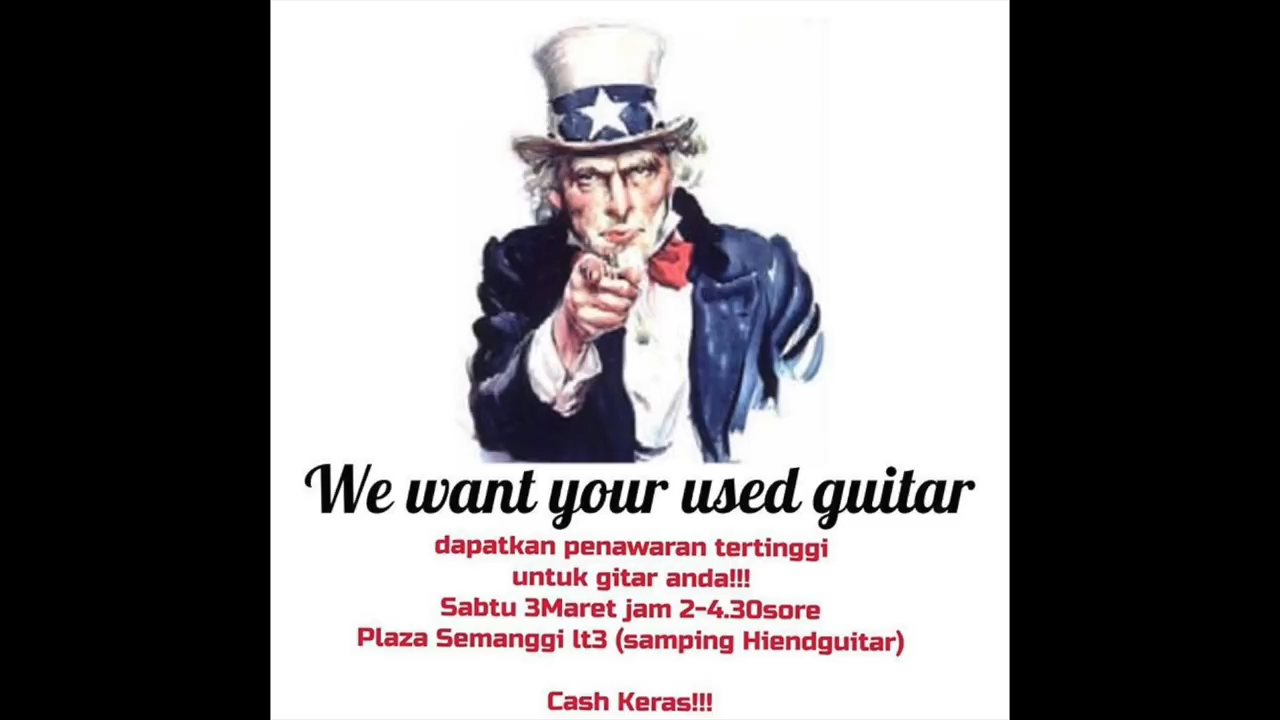 We want your used guitar
dapatkan penawaran tertinggi
untuk gitar anda!!!
Sabtu 3Maret jam 2-4.30sore
Plaza Semanggi lt3 (samping Hiendguitar)
Cash Keras!!!